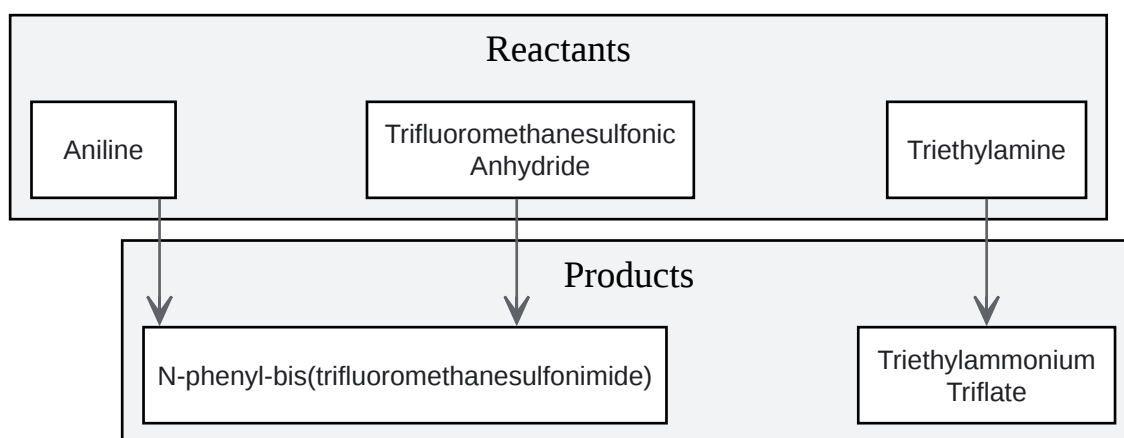 Reactants
Aniline
Trifluoromethanesulfonic
Anhydride
Triethylamine
Products
N-phenyl-bis(trifluoromethanesulfonimide)
Triethylammonium
Triflate